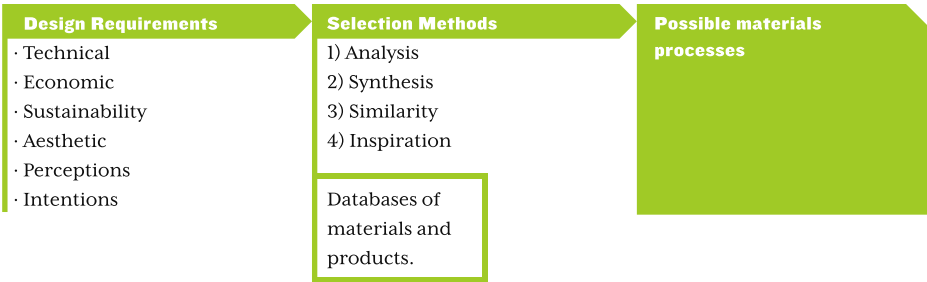 Design Requirements
· Technical
· Economic
· Sustainability
· Aesthetic
· Perceptions
· Intentions
Selection Methods
1) Analysis
2) Synthesis
3) Similarity
4) Inspiration
Databases of
materials and
products.
Possible materials
processes